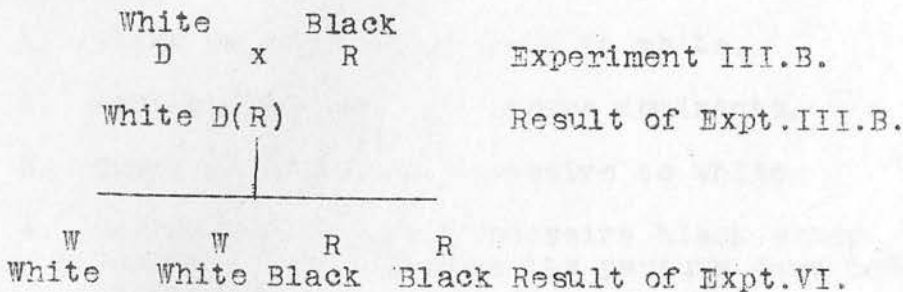 White Black
D x R Experiment III.B.
White D(R) Result of Expt.III.B.
W W R R
White White Black Black Result of Expt.VI.